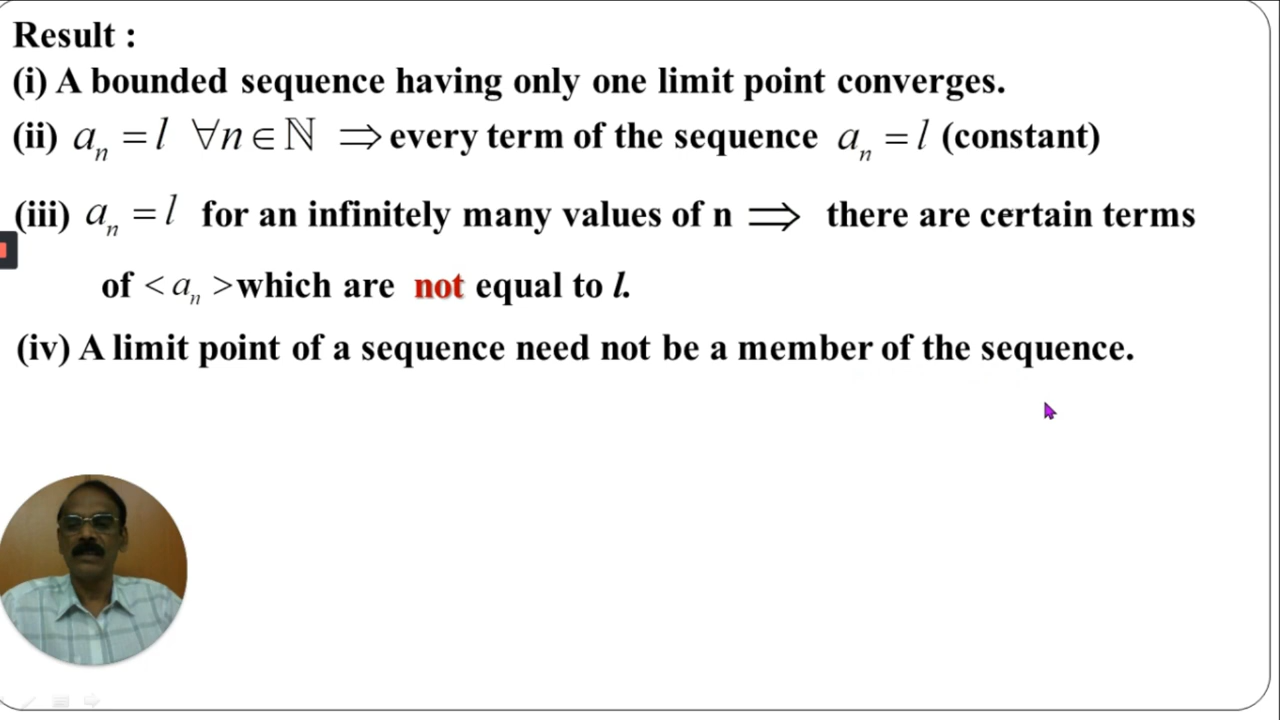 Result :
(i) A bounded sequence having only one limit point converges.
(ii) aₙ = l ∀n ∈ ℕ ⇒ every term of the sequence aₙ = l (constant)
(iii) aₙ = l for an infinitely many values of n ⇒ there are certain terms
of < aₙ > which are not equal to l.
(iv) A limit point of a sequence need not be a member of the sequence.